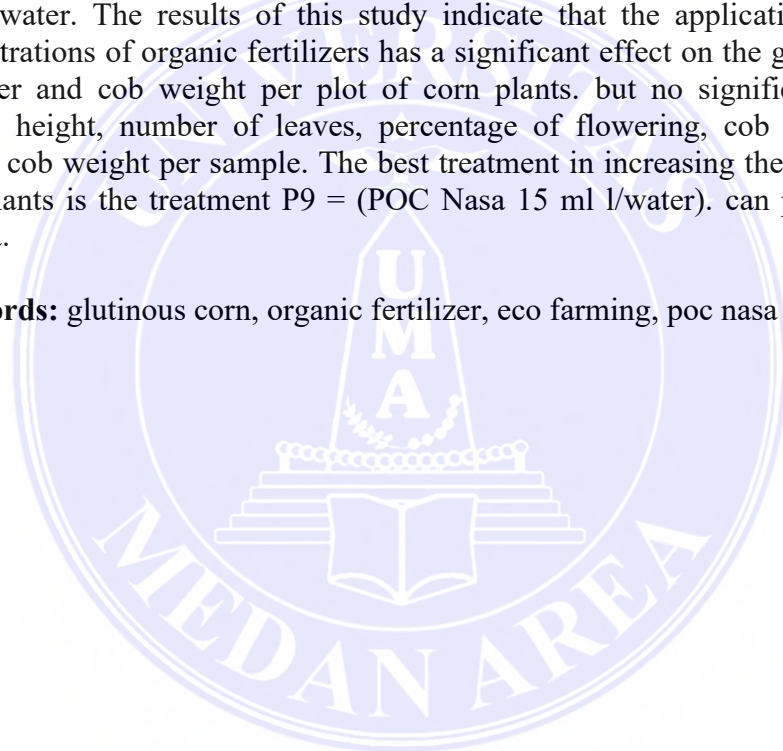 water. The results of this study indicate that the applicati
trations of organic fertilizers has a significant effect on the g
er and cob weight per plot of corn plants. but no signific
height, number of leaves, percentage of flowering, cob
cob weight per sample. The best treatment in increasing the
lants is the treatment P9 = (POC Nasa 15 ml l/water). can
ords: glutinous corn, organic fertilizer, eco farming, poc nasa
UNIVERSITAS
U
M
A
MEDAN AREA